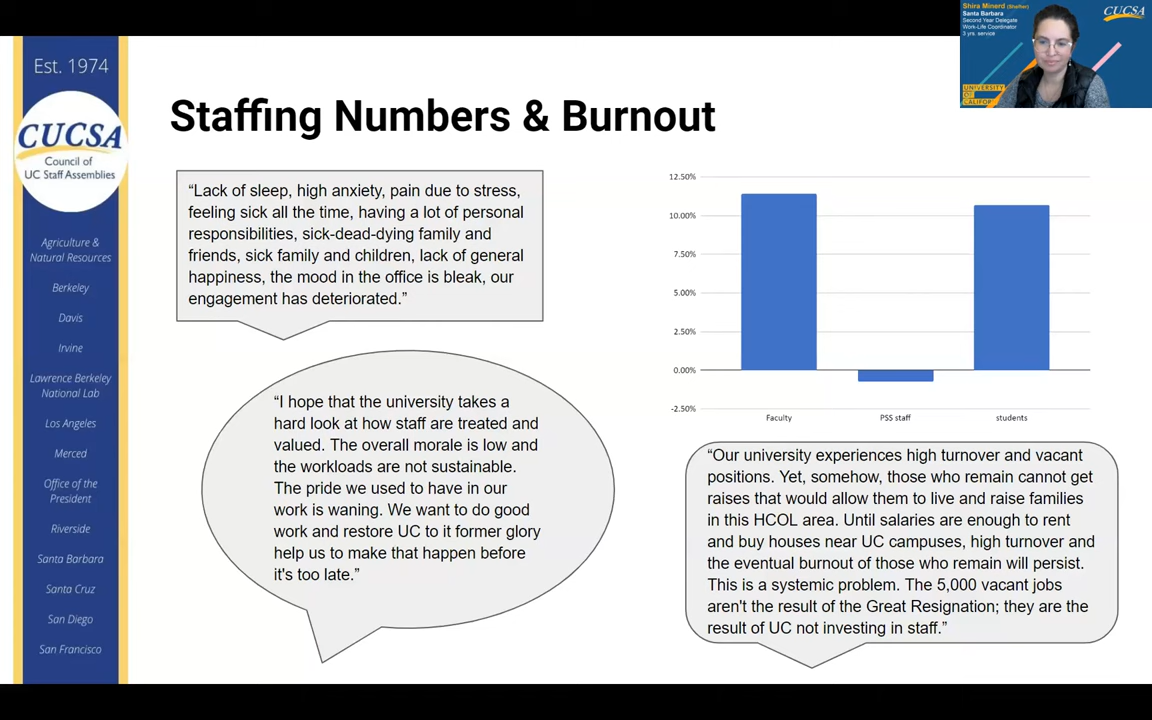 Est. 1974
CUCSA
Council of
UC Staff Assemblies
Agriculture &
Natural Resources
Berkeley
Davis
Irvine
Lawrence Berkeley
National Lab
Los Angeles
Merced
Office of the
President
Riverside
Santa Barbara
Santa Cruz
San Diego
San Francisco
Staffing Numbers & Burnout
“Lack of sleep, high anxiety, pain due to stress,
feeling sick all the time, having a lot of personal
responsibilities, sick-dead-dying family and
friends, sick family and children, lack of general
happiness, the mood in the office is bleak, our
engagement has deteriorated.”
“I hope that the university takes a
hard look at how staff are treated and
valued. The overall morale is low and
the workloads are not sustainable.
The pride we used to have in our
work is waning. We want to do good
work and restore UC to it former glory
help us to make that happen before
it's too late.”
12.50%
10.00%
7.50%
5.00%
2.50%
0.00%
-2.50%
Faculty
PSS staff
students
“Our university experiences high turnover and vacant
positions. Yet, somehow, those who remain cannot get
raises that would allow them to live and raise families
in this HCOL area. Until salaries are enough to rent
and buy houses near UC campuses, high turnover and
the eventual burnout of those who remain will persist.
This is a systemic problem. The 5,000 vacant jobs
aren't the result of the Great Resignation; they are the
result of UC not investing in staff.”
Shira Minerd (She/her)
Santa Barbara
Second Year Delegate
Work-Life Coordinator
3 yrs. service
CUCSA
UNIVERSITY
OF
CALIFOR